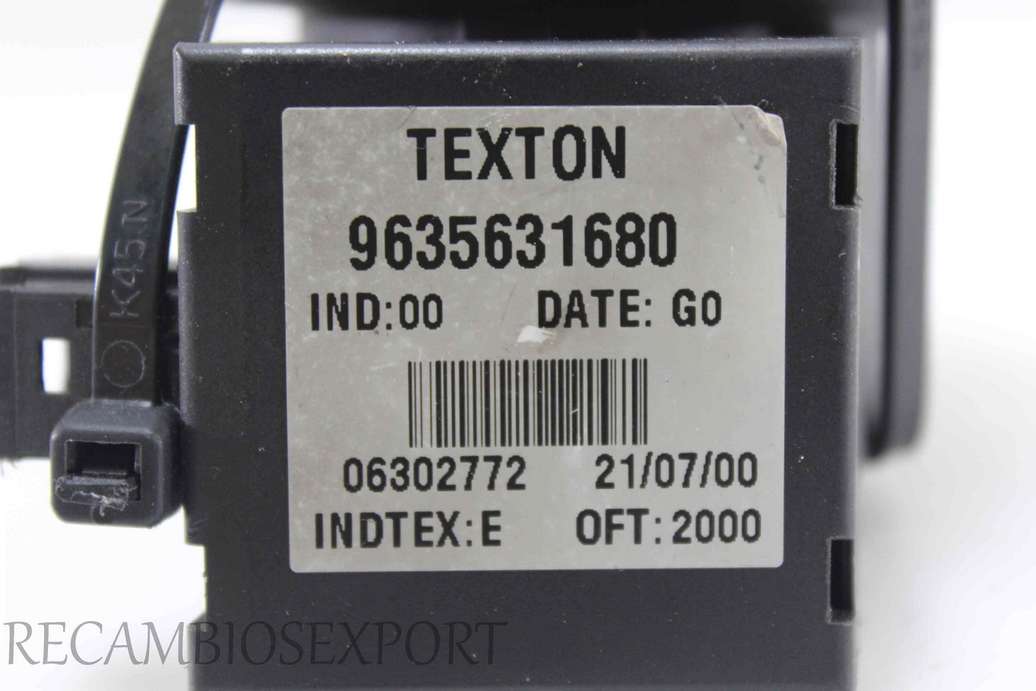 TEXTON
9635631680
IND:00 DATE: G0
06302772 21/07/00
INDTEX:E OFT:2000
K45.N
RECAMBIOSEXPORT